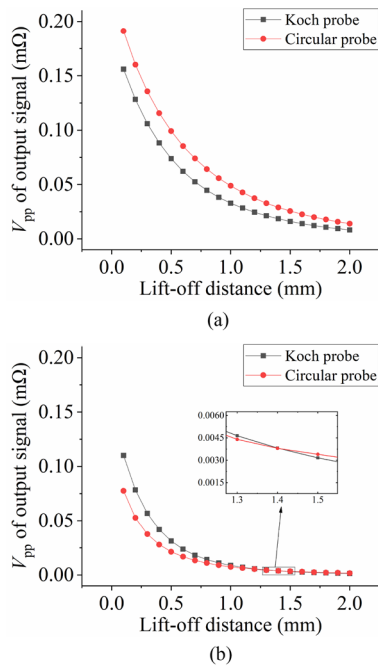 0.20
0.15
0.10
0.05
0.00
V_pp of output signal (mΩ)
Koch probe
Circular probe
0.0 0.5 1.0 1.5 2.0
Lift-off distance (mm)
(a)
0.20
0.15
0.10
0.05
0.00
V_pp of output signal (mΩ)
Koch probe
Circular probe
0.0060
0.0045
0.0030
0.0015
1.3 1.4 1.5
0.0 0.5 1.0 1.5 2.0
Lift-off distance (mm)
(b)